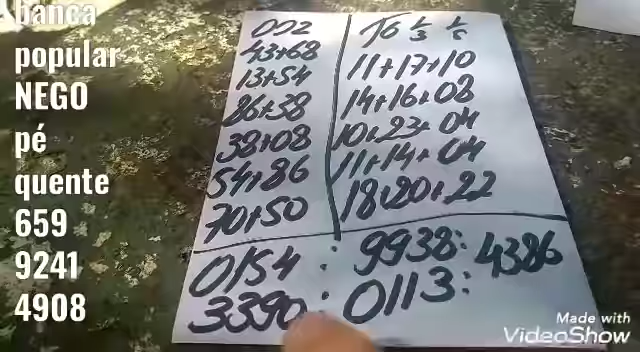 banca
popular
NEGO
pé
quente
659
9241
4908
002
43+68
13+54
86+38
38+08
54+86
70+50
11+17+10
14+16+08
10+23+04
11+14+04
18+20+22
0154 : 9938: 4386
3390: 0113:
Made with
VideoShow